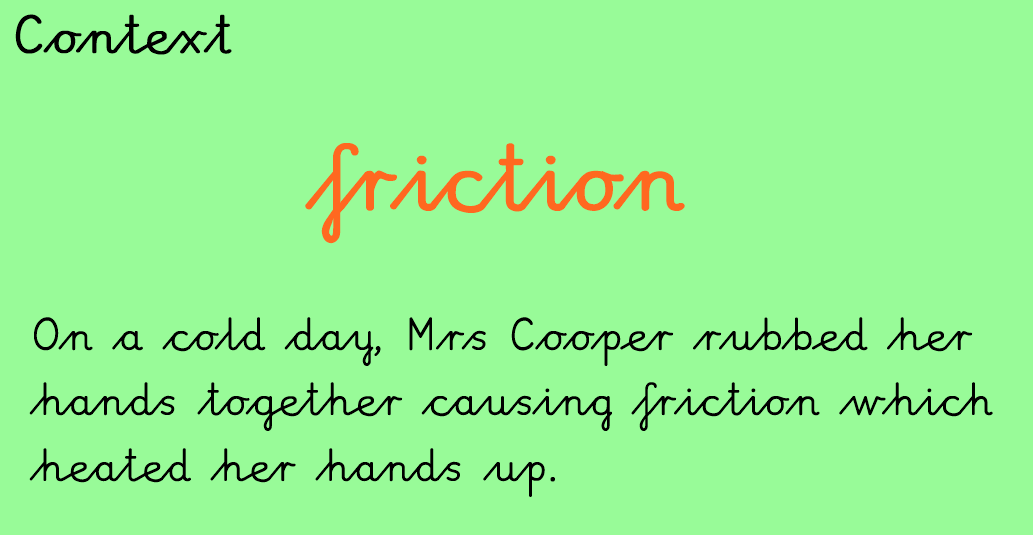 Context
friction
On a cold day, Mrs Cooper rubbed her
hands together causing friction which
heated her hands up.